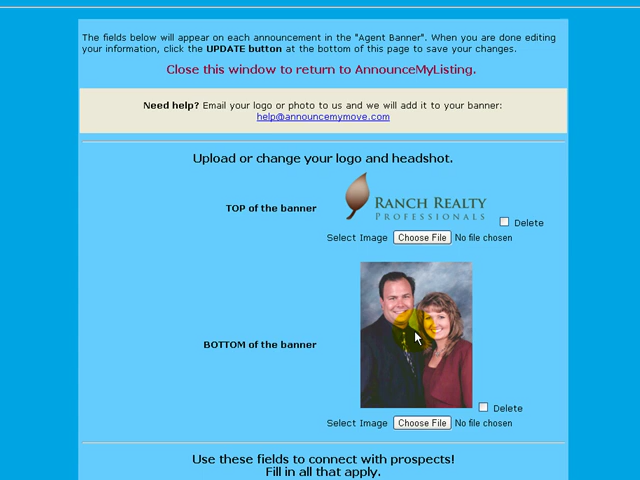 The fields below will appear on each announcement in the "Agent Banner". When you are done editing
your information, click the UPDATE button at the bottom of this page to save your changes.
Close this window to return to AnnounceMyListing.
Need help? Email your logo or photo to us and we will add it to your banner:
help@announcemymove.com
Upload or change your logo and headshot.
TOP of the banner
RANCH REALTY
PROFESSIONALS
Delete
Select Image Choose File No file chosen
BOTTOM of the banner
Delete
Select Image Choose File No file chosen
Use these fields to connect with prospects!
Fill in all that apply.